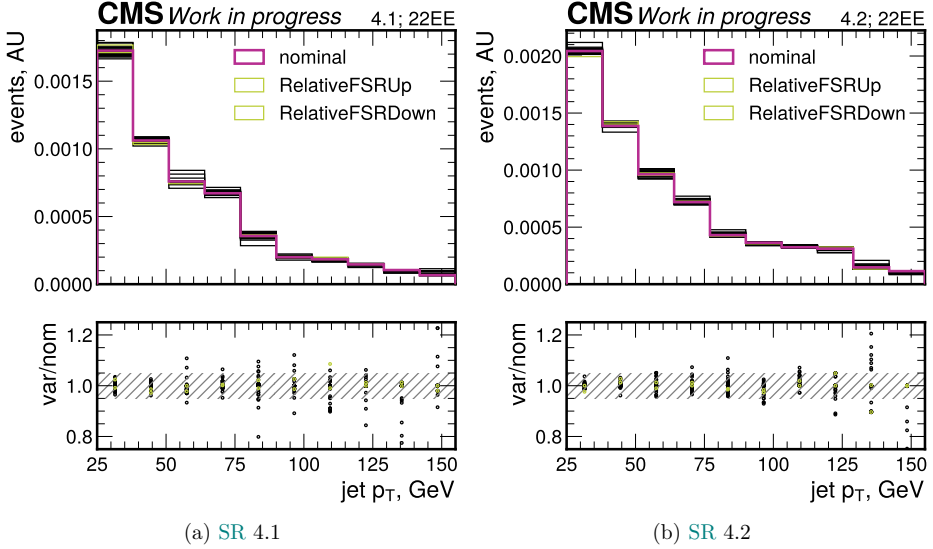 CMS Work in progress 4.1; 22EE
events, AU
nominal
RelativeFSRUp
RelativeFSRDown
0.0015
0.0010
0.0005
0.0000
var/nom
1.2
1.0
0.8
25 50 75 100 125 150
jet pT, GeV
(a) SR 4.1
CMS Work in progress 4.2; 22EE
events, AU
nominal
RelativeFSRUp
RelativeFSRDown
0.0020
0.0015
0.0010
0.0005
0.0000
var/nom
1.2
1.0
0.8
25 50 75 100 125 150
jet pT, GeV
(b) SR 4.2